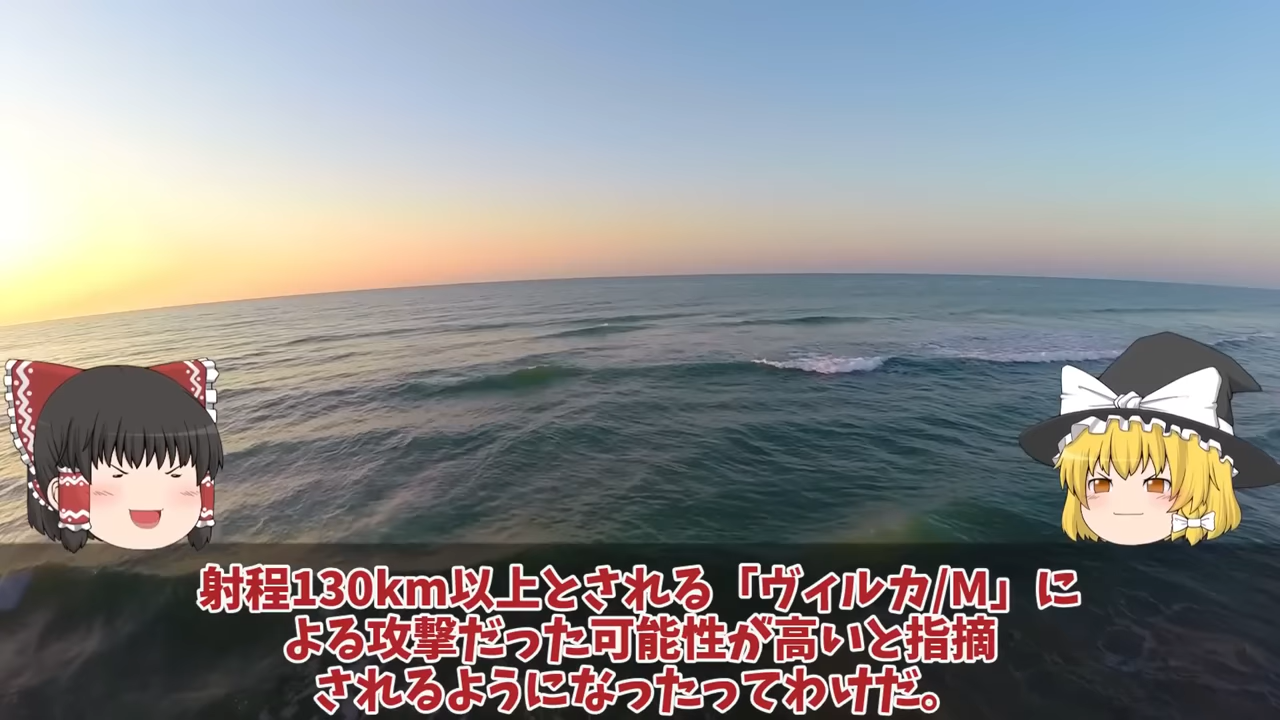 射程130km以上とされる「ヴィルカ/M」に
よる攻撃だった可能性が高いと指摘
されるようになったってわけだ。